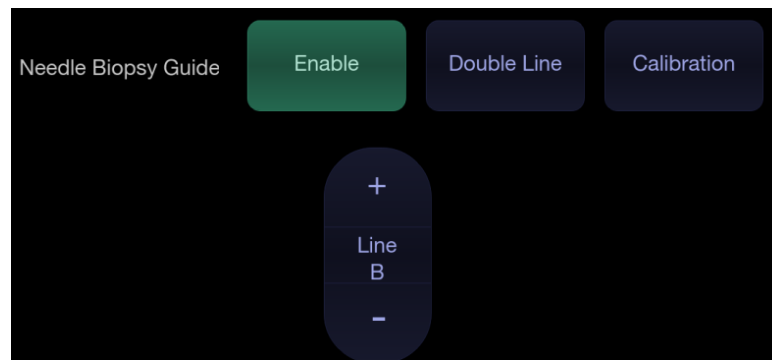 Needle Biopsy Guide
Enable
Double Line
Calibration
+
Line
B
-